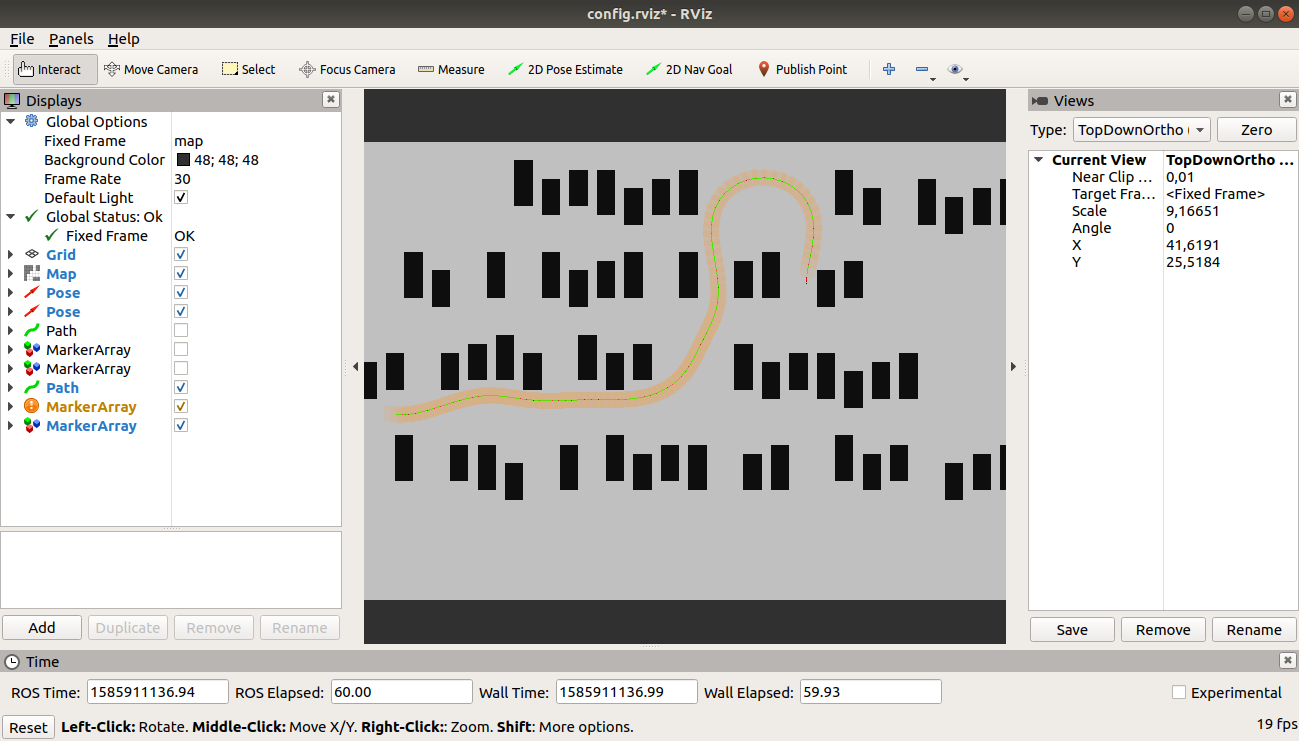 config.rviz* - RViz
File Panels Help
Interact Move Camera Select Focus Camera Measure 2D Pose Estimate 2D Nav Goal Publish Point
Displays
Global Options
Fixed Frame map
Background Color 48; 48; 48
Frame Rate 30
Default Light
Global Status: Ok
Fixed Frame OK
Grid
Map
Pose
Pose
Path
MarkerArray
MarkerArray
Path
MarkerArray
MarkerArray
Add Duplicate Remove Rename
Views
Type: TopDownOrtho ( Zero
Current View TopDownOrtho ...
Near Clip ... 0,01
Target Fra... <Fixed Frame>
Scale 9,16651
Angle 0
X 41,6191
Y 25,5184
Save Remove Rename
Time
ROS Time: 1585911136.94 ROS Elapsed: 60.00 Wall Time: 1585911136.99 Wall Elapsed: 59.93 Experimental
Reset Left-Click: Rotate. Middle-Click: Move X/Y. Right-Click:: Zoom. Shift: More options. 19 fps